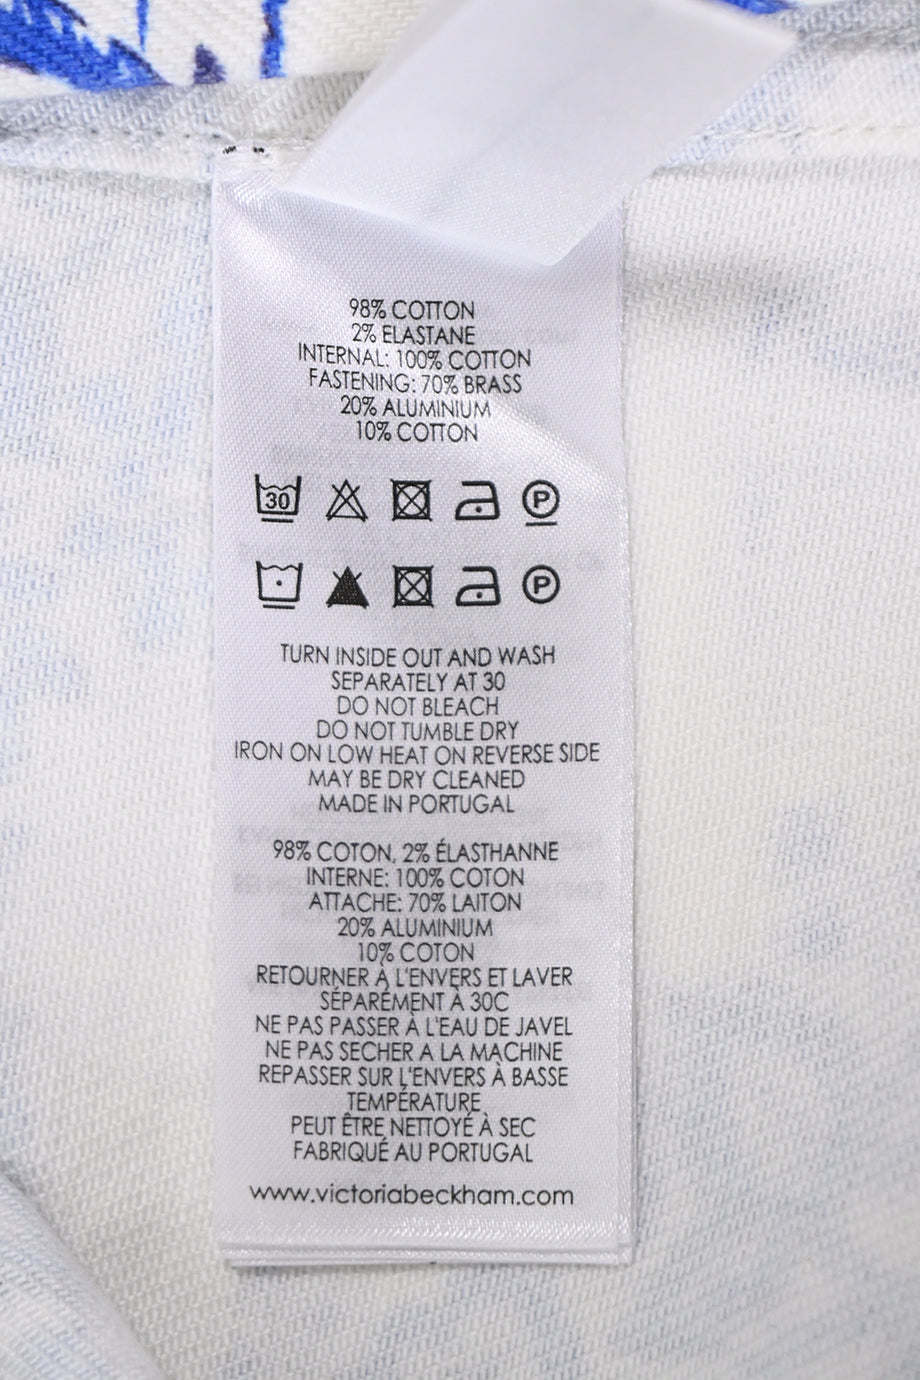 98% COTTON
2% ELASTANE
INTERNAL: 100% COTTON
FASTENING: 70% BRASS
20% ALUMINIUM
10% COTTON
30 P
P
TURN INSIDE OUT AND WASH
SEPARATELY AT 30
DO NOT BLEACH
DO NOT TUMBLE DRY
IRON ON LOW HEAT ON REVERSE SIDE
MAY BE DRY CLEANED
MADE IN PORTUGAL
98% COTON, 2% ÉLASTHANNE
INTERNE: 100% COTON
ATTACHE: 70% LAITON
20% ALUMINIUM
10% COTON
RETOURNER À L'ENVERS ET LAVER
SÉPARÉMENT À 30C
NE PAS PASSER À L'EAU DE JAVEL
NE PAS SECHER A LA MACHINE
REPASSER SUR L'ENVERS À BASSE
TEMPÉRATURE
PEUT ÊTRE NETTOYÉ À SEC
FABRIQUÉ AU PORTUGAL
www.victoriabeckham.com